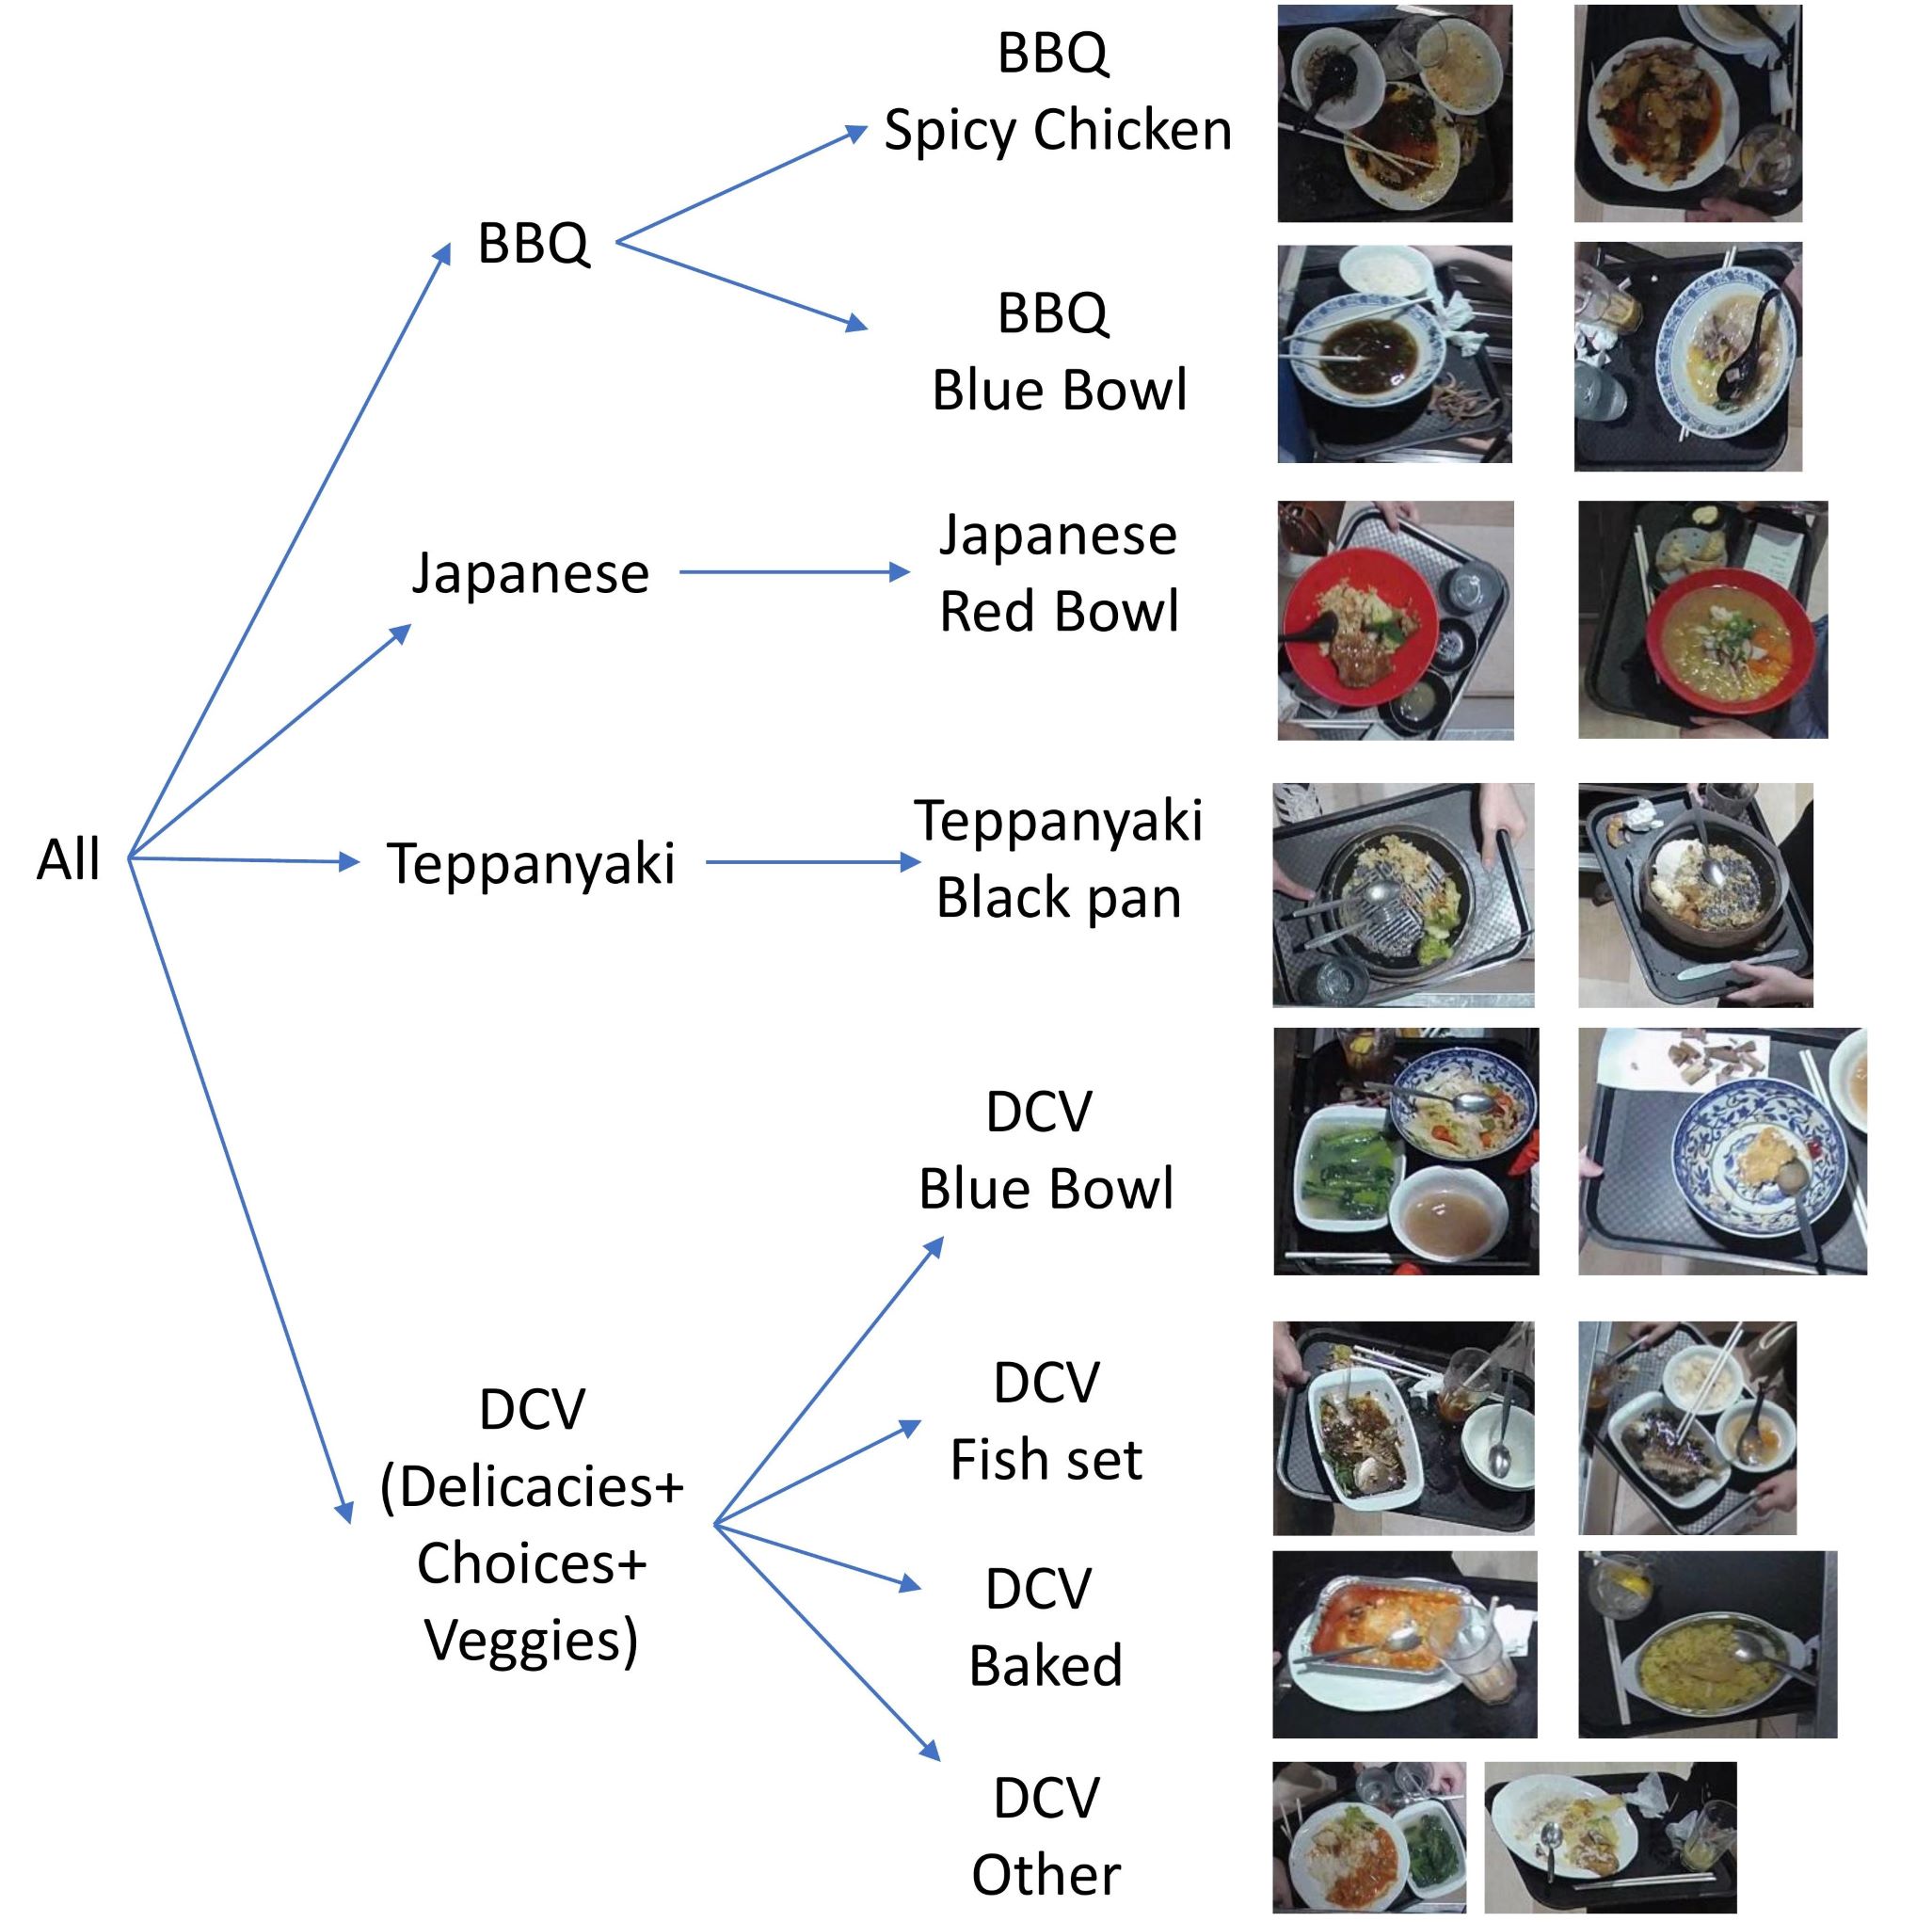 All
BBQ
Japanese
Teppanyaki
DCV
(Delicacies+
Choices+
Veggies)
BBQ
Spicy Chicken
BBQ
Blue Bowl
Japanese
Red Bowl
Teppanyaki
Black pan
DCV
Blue Bowl
DCV
Fish set
DCV
Baked
DCV
Other